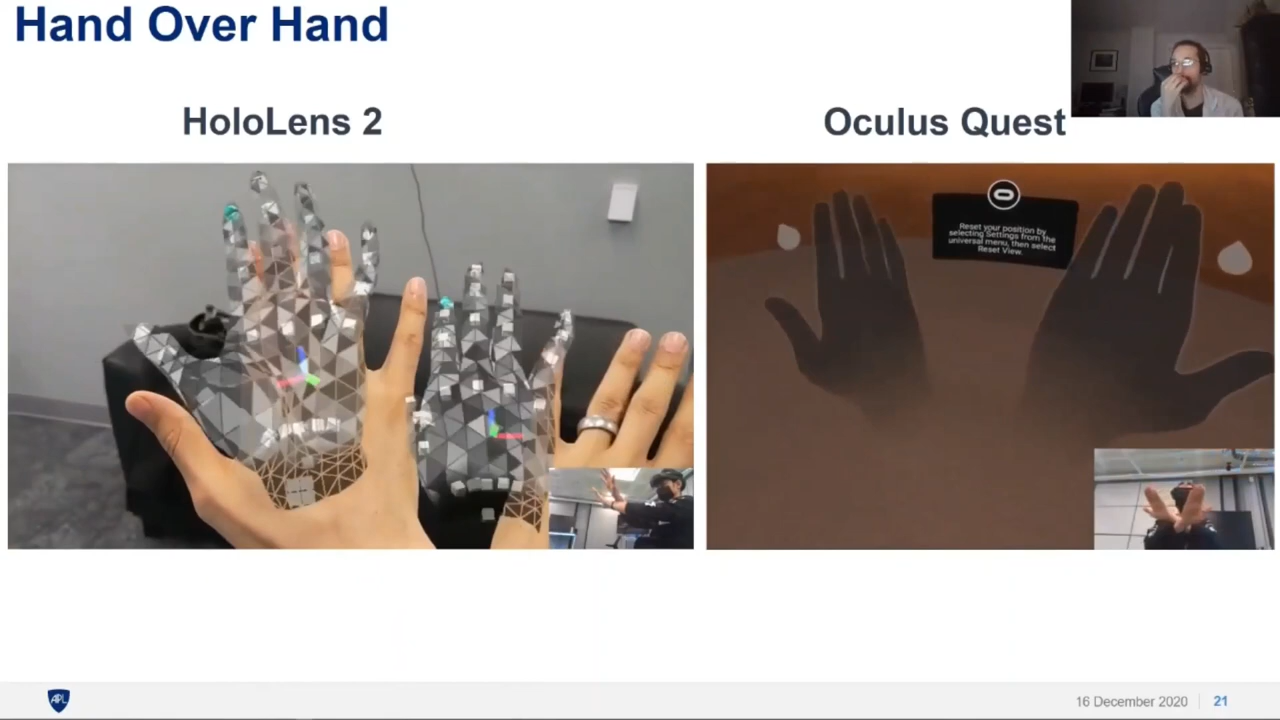 Hand Over Hand
HoloLens 2
Oculus Quest
Reset your position by
selecting Settings from the
universal menu, then select
Reset View.
APL
16 December 2020
21